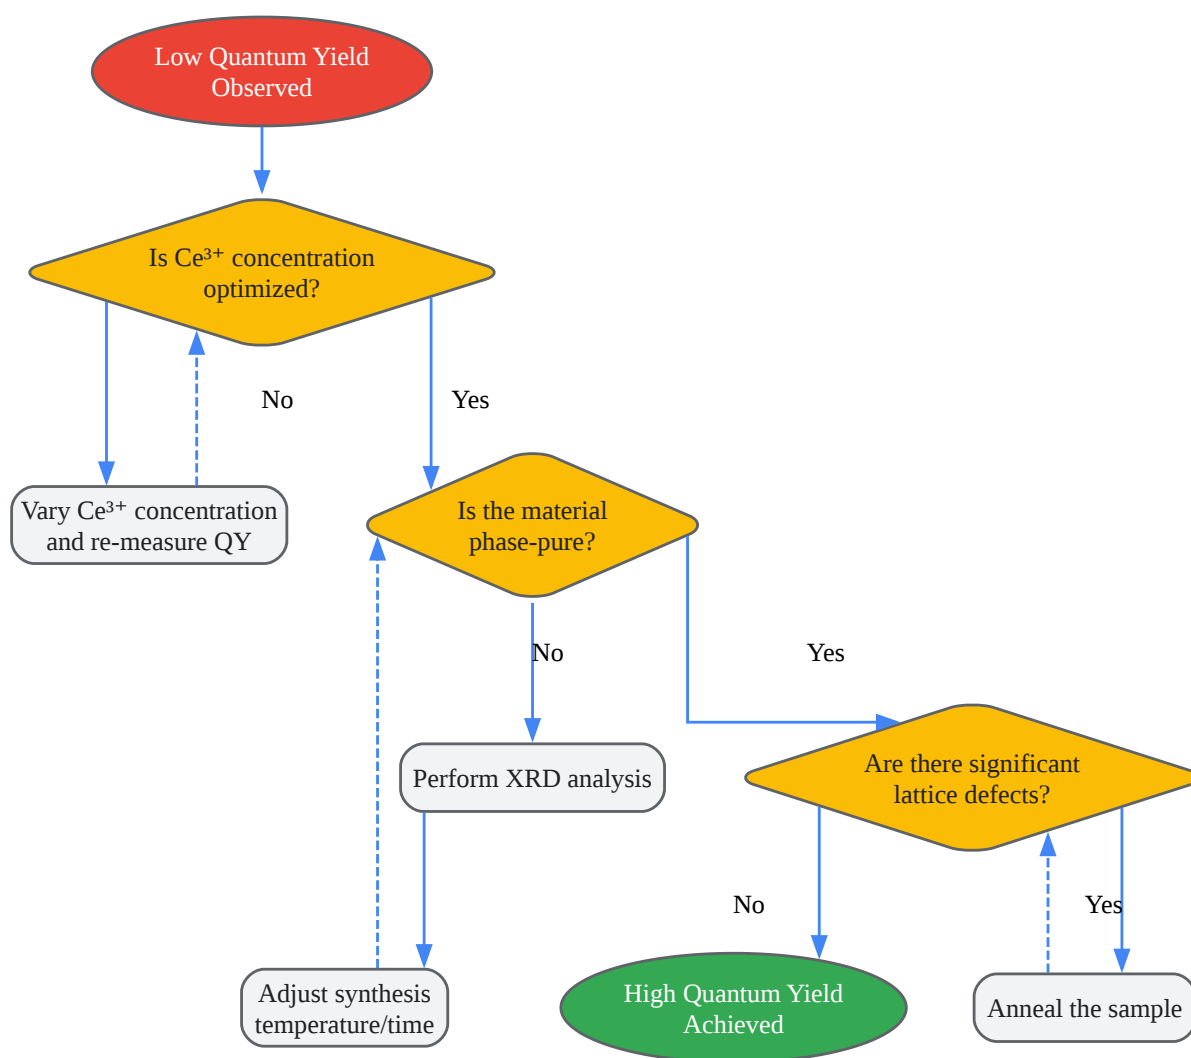 Low Quantum Yield
Observed
Is Ce³⁺ concentration
optimized?
No
Yes
Vary Ce³⁺ concentration
and re-measure QY
Is the material
phase-pure?
No
Yes
Perform XRD analysis
Are there significant
lattice defects?
No
Yes
Adjust synthesis
temperature/time
High Quantum Yield
Achieved
Anneal the sample